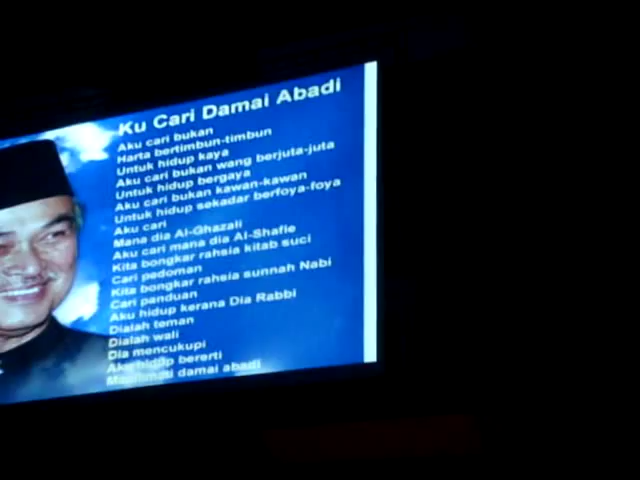 Ku Cari Damai Abadi
Aku cari bukan
Harta bertimbun-timbun
Untuk hidup kaya
Aku cari bukan wang berjuta-juta
Untuk hidup bergaya
Aku cari bukan kawan-kawan
Untuk hidup sekadar berfoya-foya
Aku cari
Mana dia Al-Ghazali
Aku cari mana dia Al-Shafie
Kita bongkar rahsia kitab suci
Cari pedoman
Kita bongkar rahsia sunnah Nabi
Cari panduan
Aku hidup kerana Dia Rabbi
Dialah teman
Dialah wali
Dia mencukupi
Aku hidup bererti
damai abadi